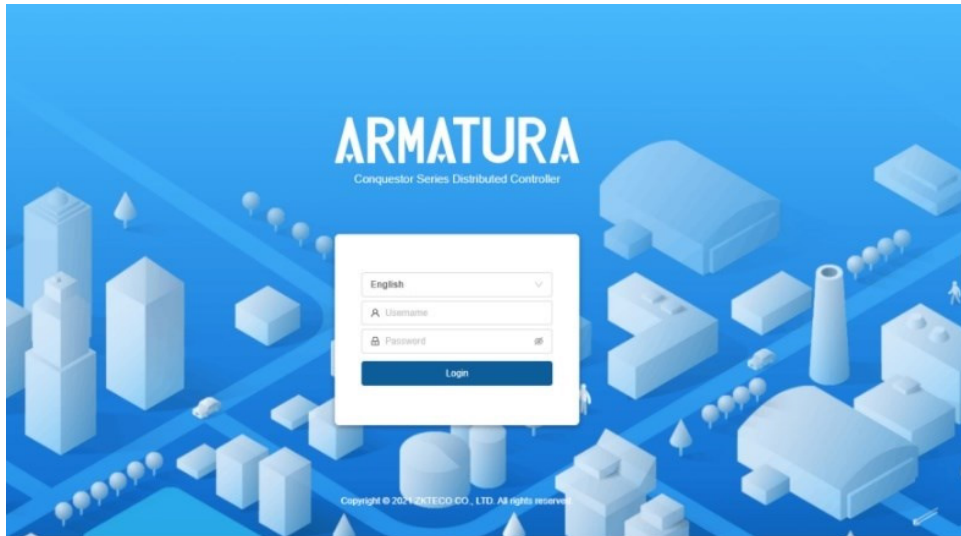 ARMATURA
Conquestor Series Distributed Controller
English
Username
Password
Login
Copyright © 2021 ZKTECO CO., LTD. All rights reserved